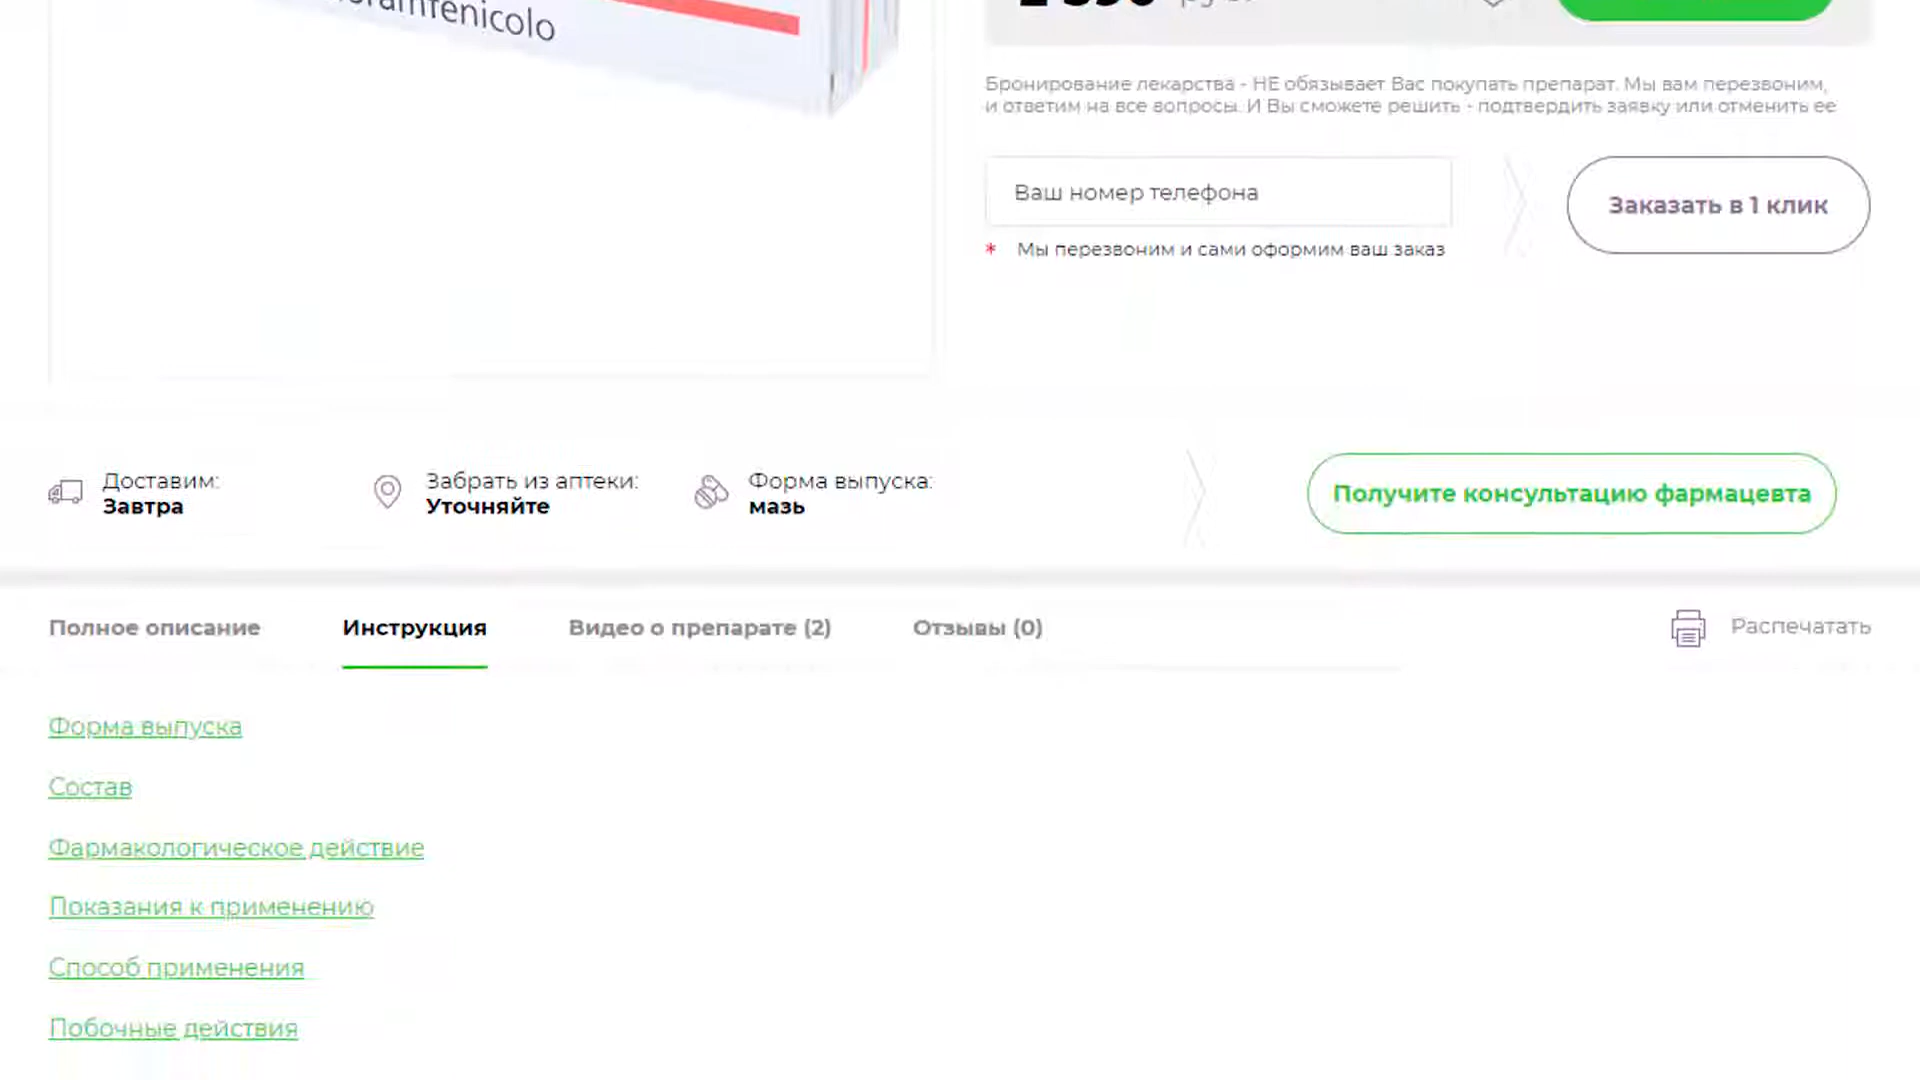 Бронирование лекарства - НЕ обязывает Вас покупать препарат. Мы вам перезвоним,
и ответим на все вопросы. И Вы сможете решить - подтвердить заявку или отменить ее
Ваш номер телефона
Заказать в 1 клик
* Мы перезвоним и сами оформим ваш заказ
Доставим:
Завтра
Забрать из аптеки:
Уточняйте
Форма выпуска:
мазь
Получите консультацию фармацевта
Полное описание
Инструкция
Видео о препарате (2)
Отзывы (0)
Распечатать
Форма выпуска
Состав
Фармакологическое действие
Показания к применению
Способ применения
Побочные действия